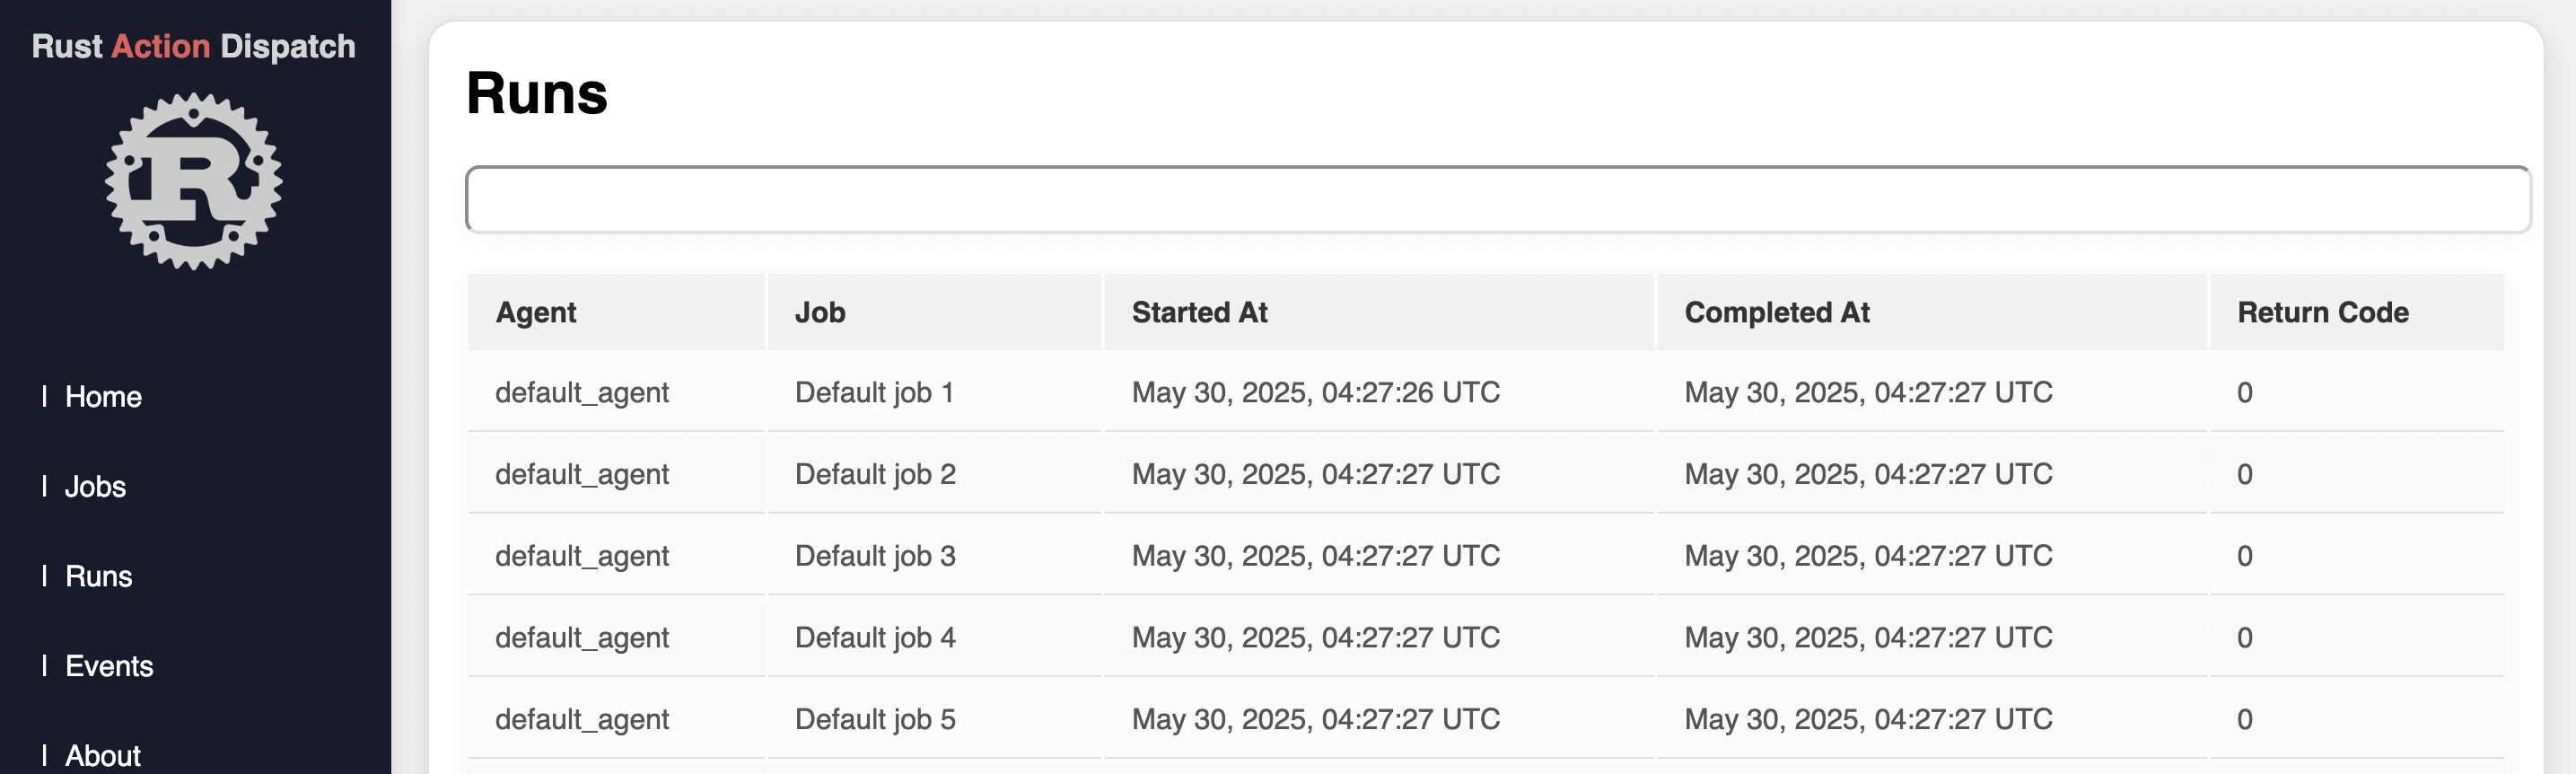 Rust Action Dispatch
R
Home
Jobs
Runs
Events
About
Runs
Agent Job Started At Completed At Return Code
default_agent Default job 1 May 30, 2025, 04:27:26 UTC May 30, 2025, 04:27:27 UTC 0
default_agent Default job 2 May 30, 2025, 04:27:27 UTC May 30, 2025, 04:27:27 UTC 0
default_agent Default job 3 May 30, 2025, 04:27:27 UTC May 30, 2025, 04:27:27 UTC 0
default_agent Default job 4 May 30, 2025, 04:27:27 UTC May 30, 2025, 04:27:27 UTC 0
default_agent Default job 5 May 30, 2025, 04:27:27 UTC May 30, 2025, 04:27:27 UTC 0